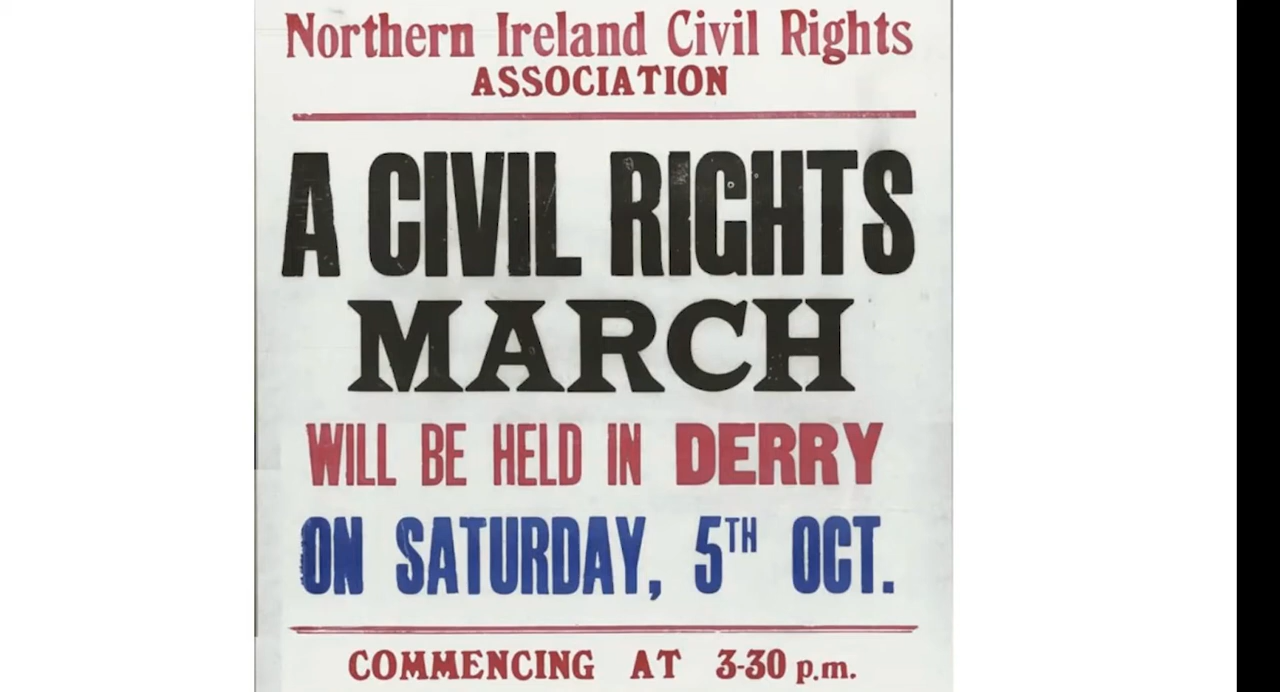 Northern Ireland Civil Rights
ASSOCIATION
A CIVIL RIGHTS
MARCH
WILL BE HELD IN DERRY
ON SATURDAY, 5TH OCT.
COMMENCING AT 3-30 p.m.